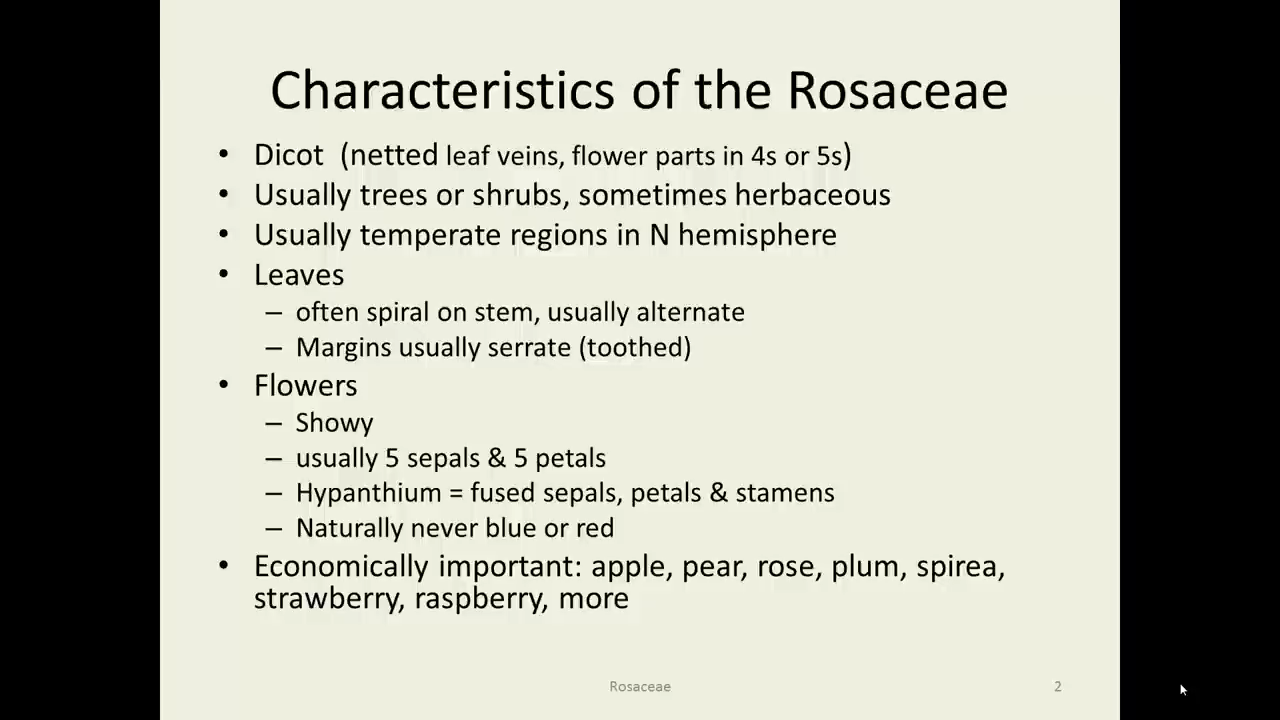 Characteristics of the Rosaceae
• Dicot  (netted leaf veins, flower parts in 4s or 5s)
• Usually trees or shrubs, sometimes herbaceous
• Usually temperate regions in N hemisphere
• Leaves
– often spiral on stem, usually alternate
– Margins usually serrate (toothed)
• Flowers
– Showy
– usually 5 sepals & 5 petals
– Hypanthium = fused sepals, petals & stamens
– Naturally never blue or red
• Economically important: apple, pear, rose, plum, spirea,
strawberry, raspberry, more
Rosaceae
2